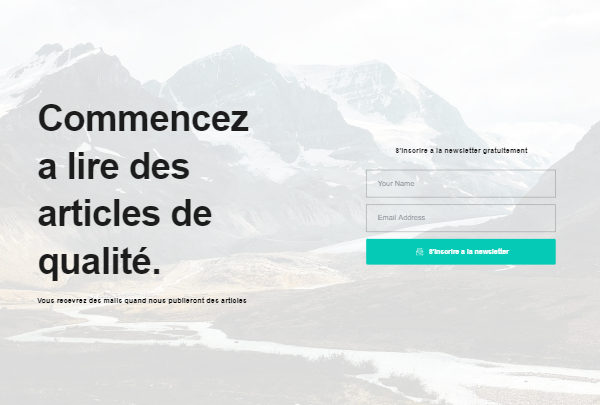 Commencez
a lire des
articles de
qualité.
Vous recevrez des mails quand nous publieront des articles
S'inscrire a la newsletter gratuitement
Your Name
Email Address
S'inscrire a la newsletter